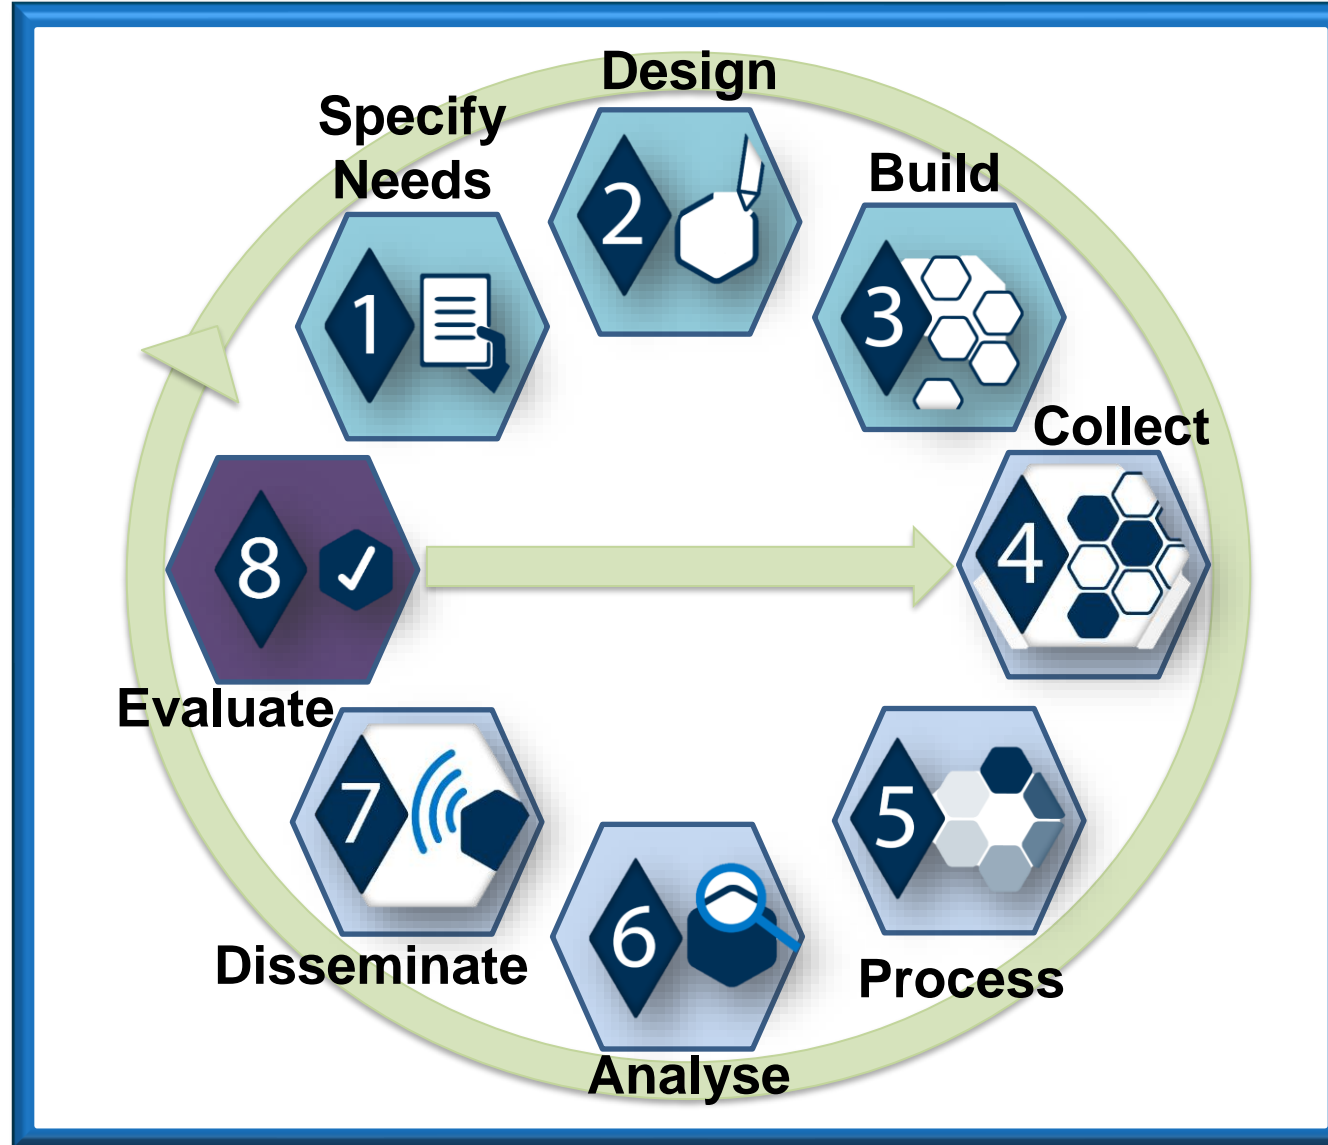 Specify
Needs
1
Design
2
Build
3
Collect
4
Process
5
Analyse
6
Disseminate
7
Evaluate
8